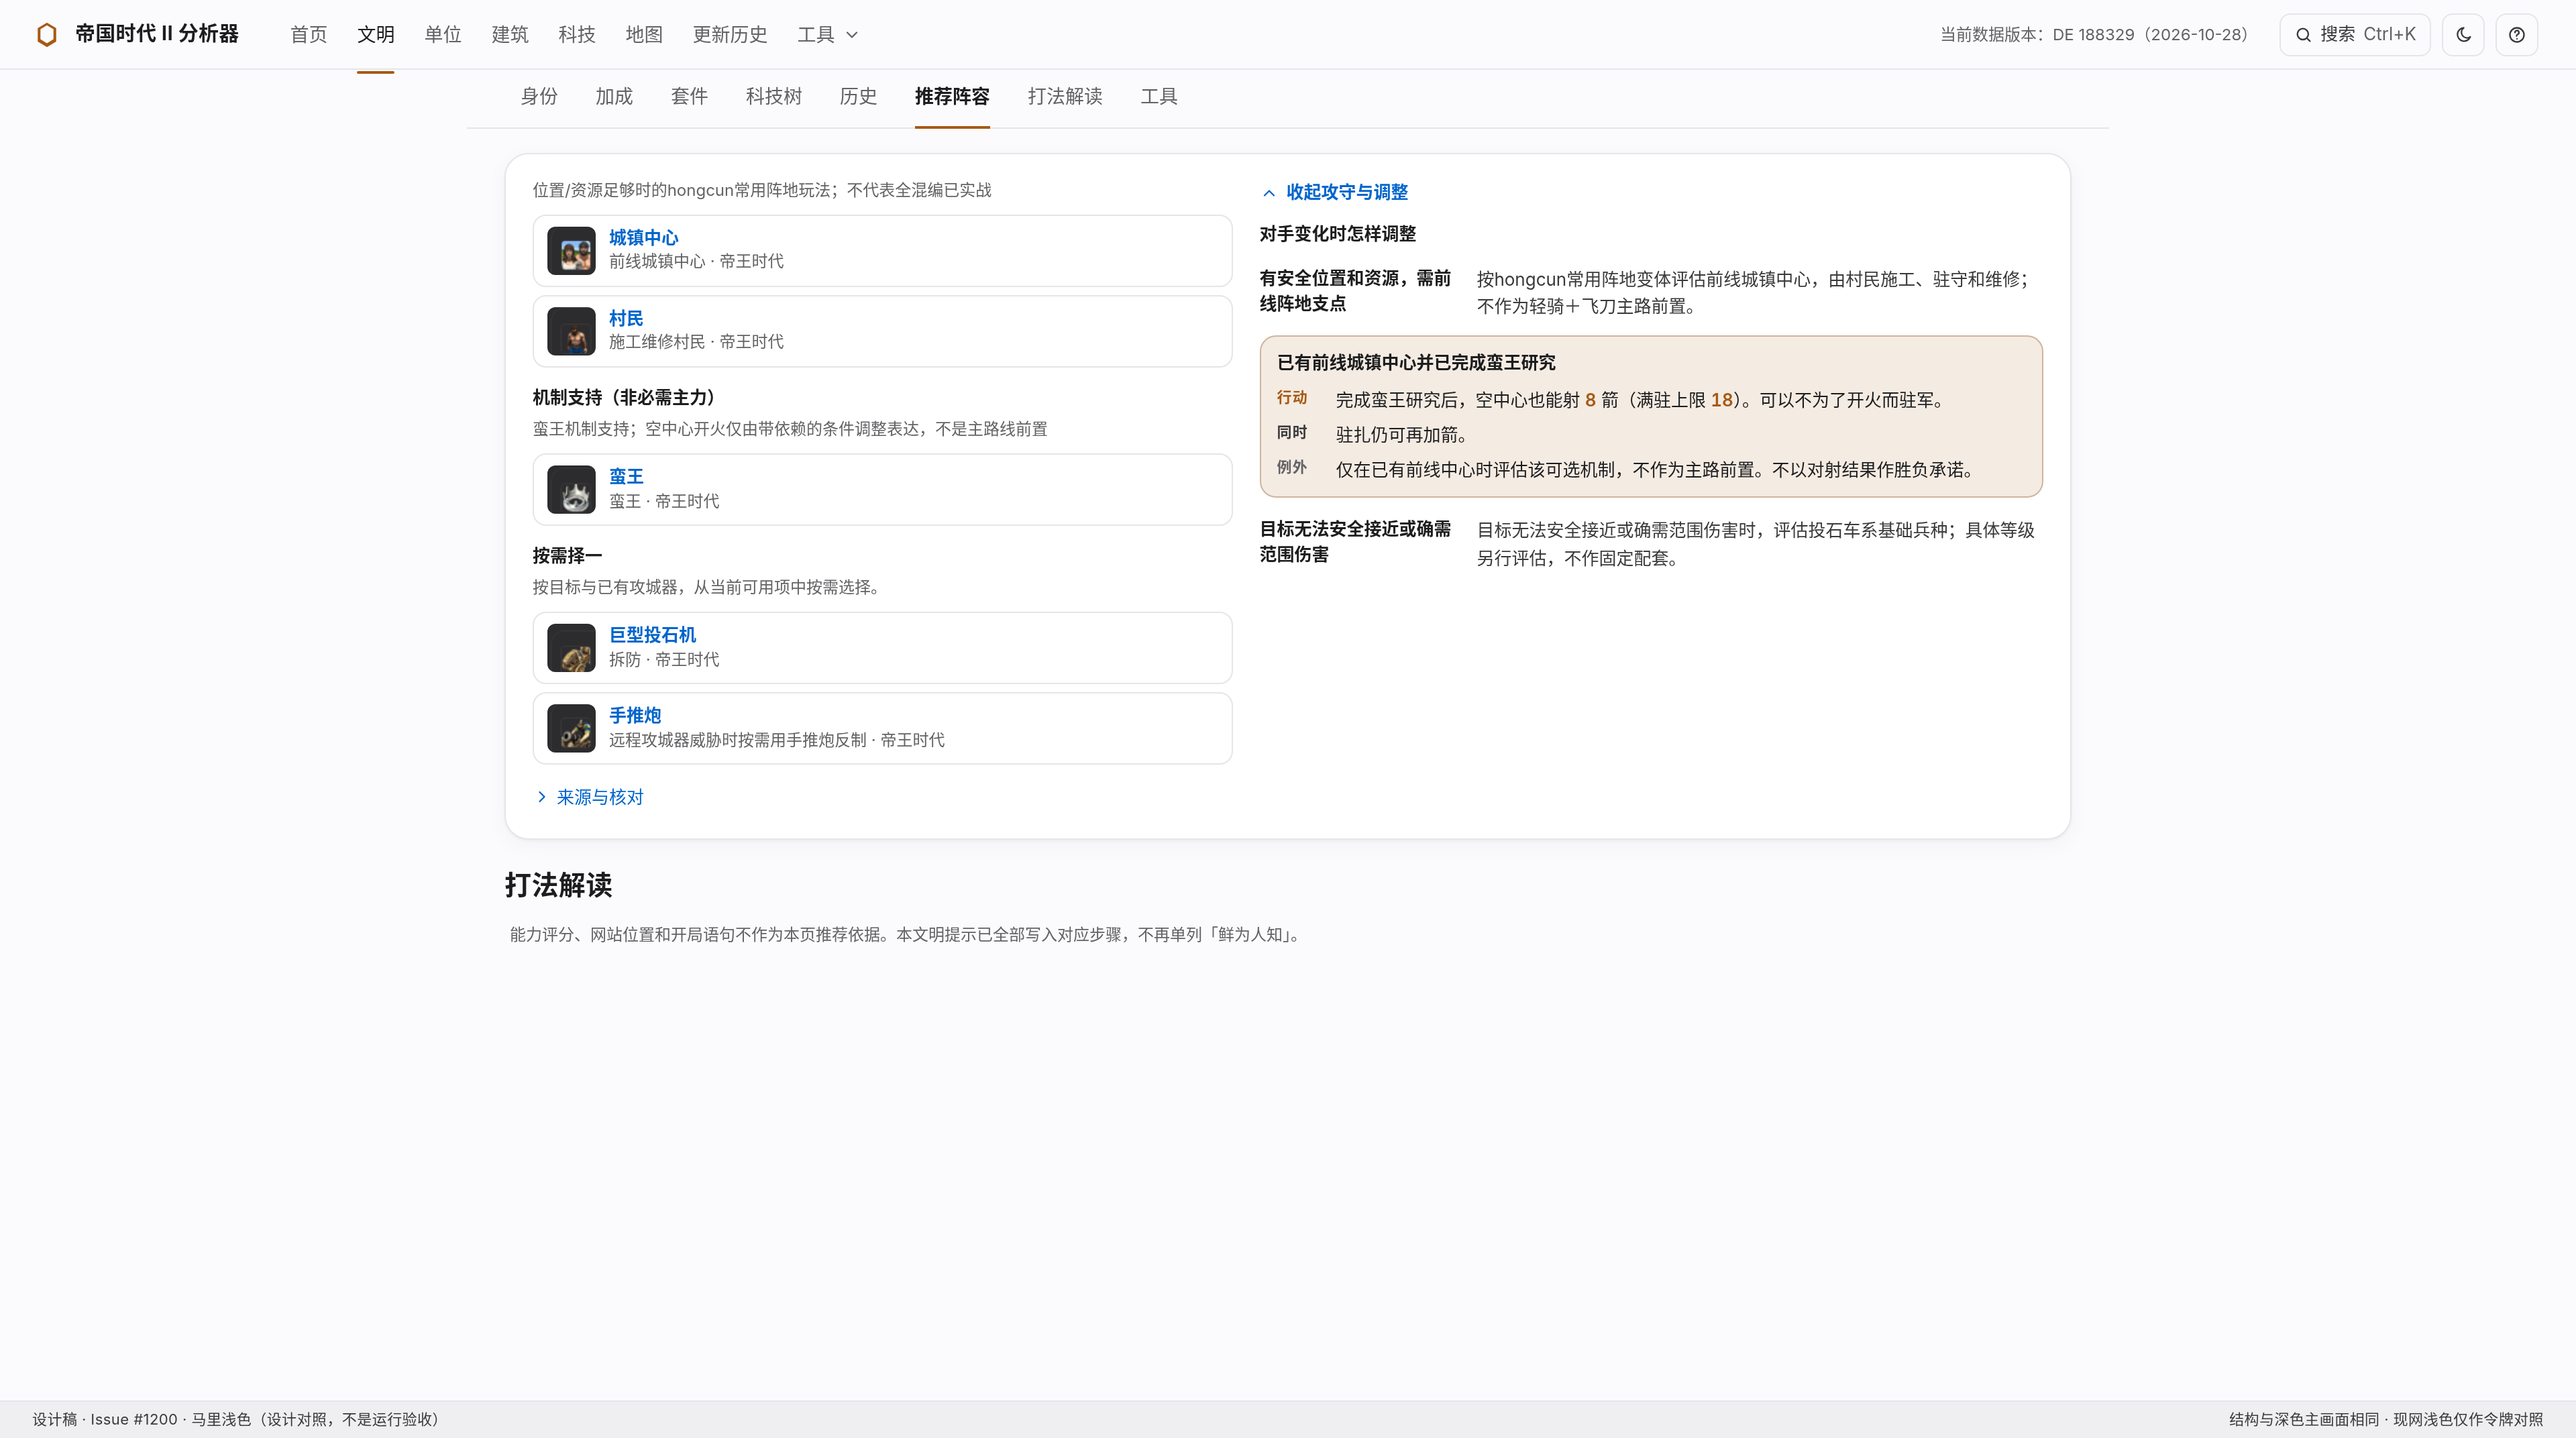 帝国时代 II 分析器
首页 文明 单位 建筑 科技 地图 更新历史 工具
当前数据版本：DE 188329（2026-10-28）
搜索 Ctrl+K
身份 加成 套件 科技树 历史 推荐阵容 打法解读 工具
位置/资源足够时的hongcun常用阵地玩法；不代表全混编已实战
城镇中心
前线城镇中心 · 帝王时代
村民
施工维修村民 · 帝王时代
机制支持（非必需主力）
蛮王机制支持；空中心开火仅由带依赖的条件调整表达，不是主路线前置
蛮王
蛮王 · 帝王时代
按需择一
按目标与已有攻城器，从当前可用项中按需选择。
巨型投石机
拆防 · 帝王时代
手推炮
远程攻城器威胁时按需用手推炮反制 · 帝王时代
来源与核对
收起攻守与调整
对手变化时怎样调整
有安全位置和资源，需前
线阵地支点
按hongcun常用阵地变体评估前线城镇中心，由村民施工、驻守和维修；
不作为轻骑＋飞刀主路前置。
已有前线城镇中心并已完成蛮王研究
行动 完成蛮王研究后，空中心也能射 8 箭（满驻上限 18）。可以不为了开火而驻军。
同时 驻扎仍可再加箭。
例外 仅在已有前线中心时评估该可选机制，不作为主路前置。不以对射结果作胜负承诺。
目标无法安全接近或确需
范围伤害
目标无法安全接近或确需范围伤害时，评估投石车系基础兵种；具体等级
另行评估，不作固定配套。
打法解读
能力评分、网站位置和开局语句不作为本页推荐依据。本文明提示已全部写入对应步骤，不再单列「鲜为人知」。
设计稿 · Issue #1200 · 马里浅色（设计对照，不是运行验收）
结构与深色主画面相同 · 现网浅色仅作令牌对照